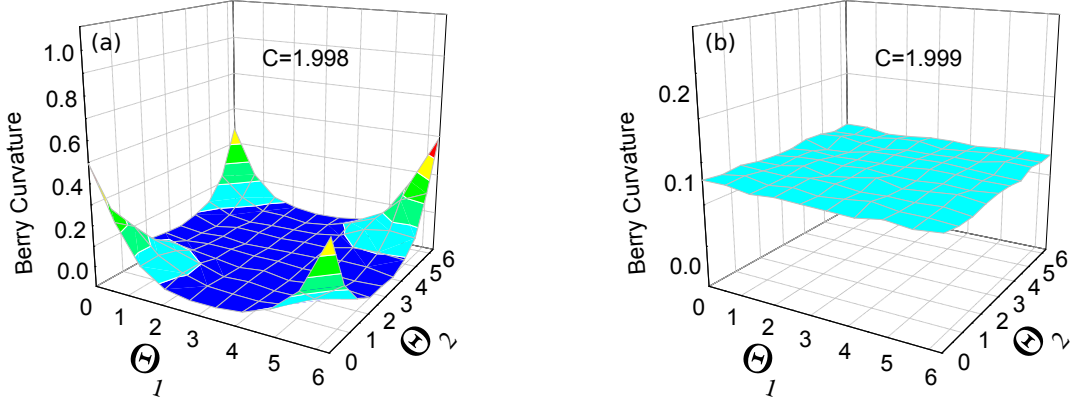 (a)
C=1.998
Berry Curvature
1.0
0.8
0.6
0.4
0.2
0.0
0 1 2 3 4 5 6
Θ 1
0 1 2 3 4 5 6
Θ 2
(b)
C=1.999
Berry Curvature
0.2
0.1
0.0
0 1 2 3 4 5 6
Θ 1
0 1 2 3 4 5 6
Θ 2